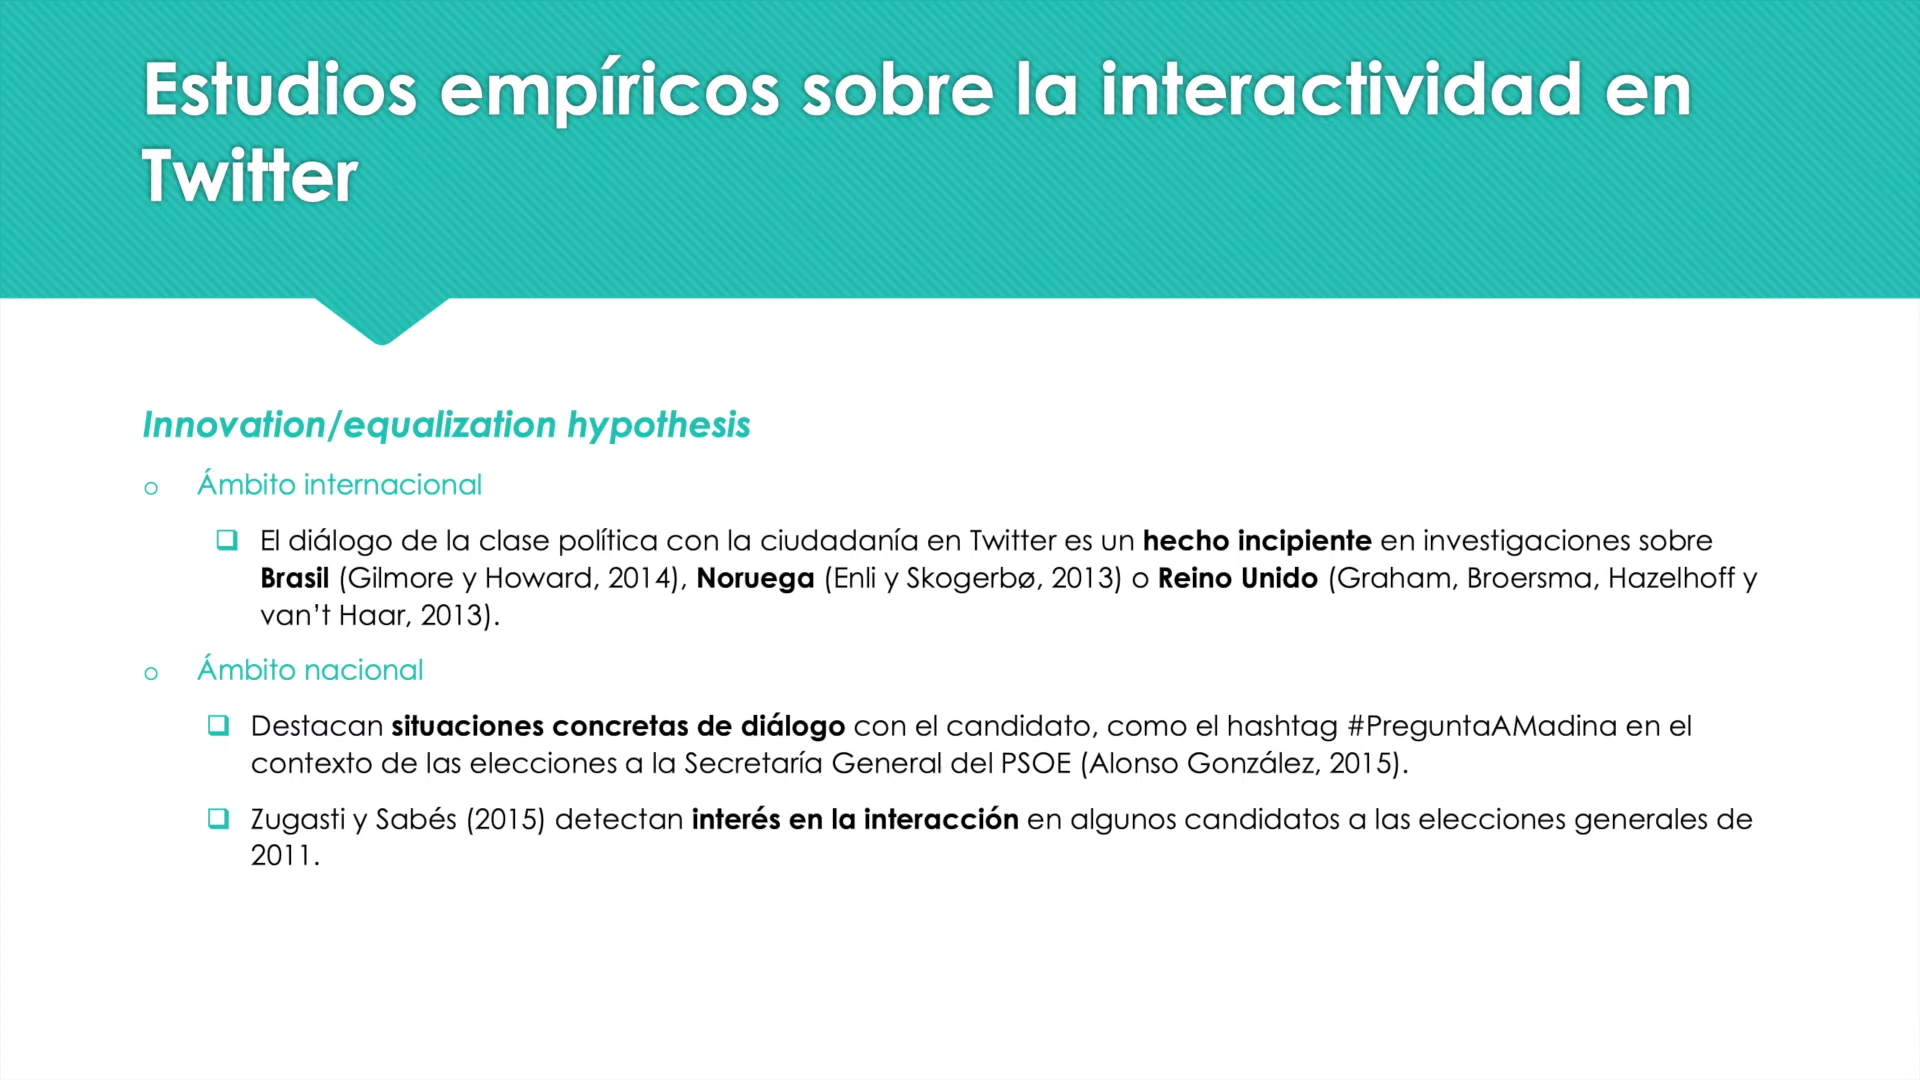 Estudios empíricos sobre la interactividad en
Twitter
Innovation/equalization hypothesis
o Ámbito internacional
❑ El diálogo de la clase política con la ciudadanía en Twitter es un hecho incipiente en investigaciones sobre
Brasil (Gilmore y Howard, 2014), Noruega (Enli y Skogerbø, 2013) o Reino Unido (Graham, Broersma, Hazelhoff y
van’t Haar, 2013).
o Ámbito nacional
❑ Destacan situaciones concretas de diálogo con el candidato, como el hashtag #PreguntaAMadina en el
contexto de las elecciones a la Secretaría General del PSOE (Alonso González, 2015).
❑ Zugasti y Sabés (2015) detectan interés en la interacción en algunos candidatos a las elecciones generales de
2011.